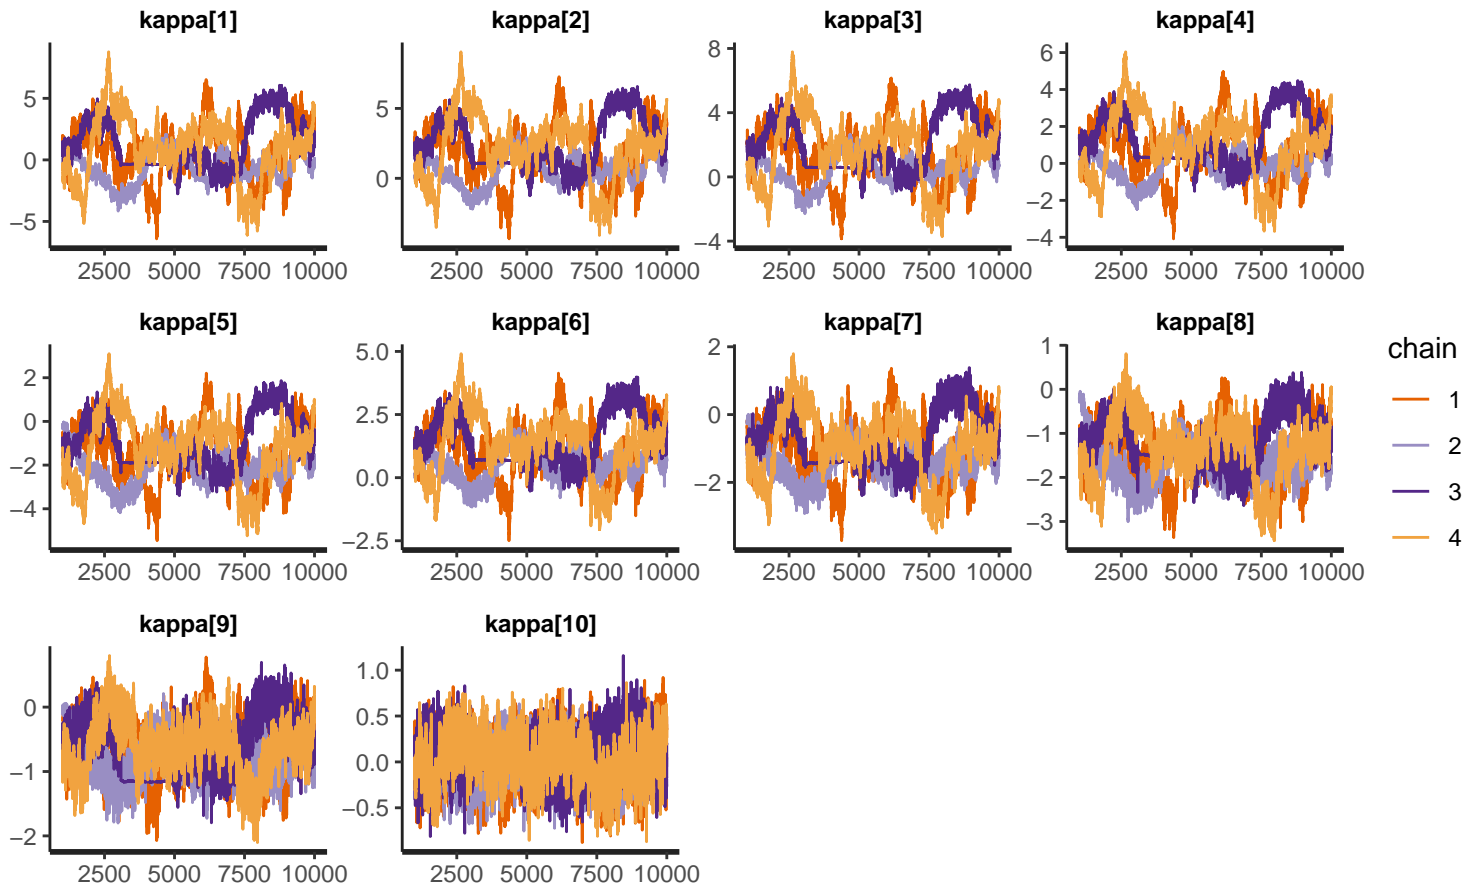 kappa[1] kappa[2] kappa[3] kappa[4]
5 0 −5
5 0
8 4 0 −4
6 4 2 0 −2 −4
2500 5000 7500 10000 2500 5000 7500 10000 2500 5000 7500 10000 2500 5000 7500 10000
kappa[5] kappa[6] kappa[7] kappa[8]
2 0 −2 −4
5.0 2.5 0.0 −2.5
2 0 −2
1 0 −1 −2 −3
2500 5000 7500 10000 2500 5000 7500 10000 2500 5000 7500 10000 2500 5000 7500 10000
kappa[9] kappa[10]
0 −1 −2
1.0 0.5 0.0 −0.5
2500 5000 7500 10000 2500 5000 7500 10000
chain
1
2
3
4